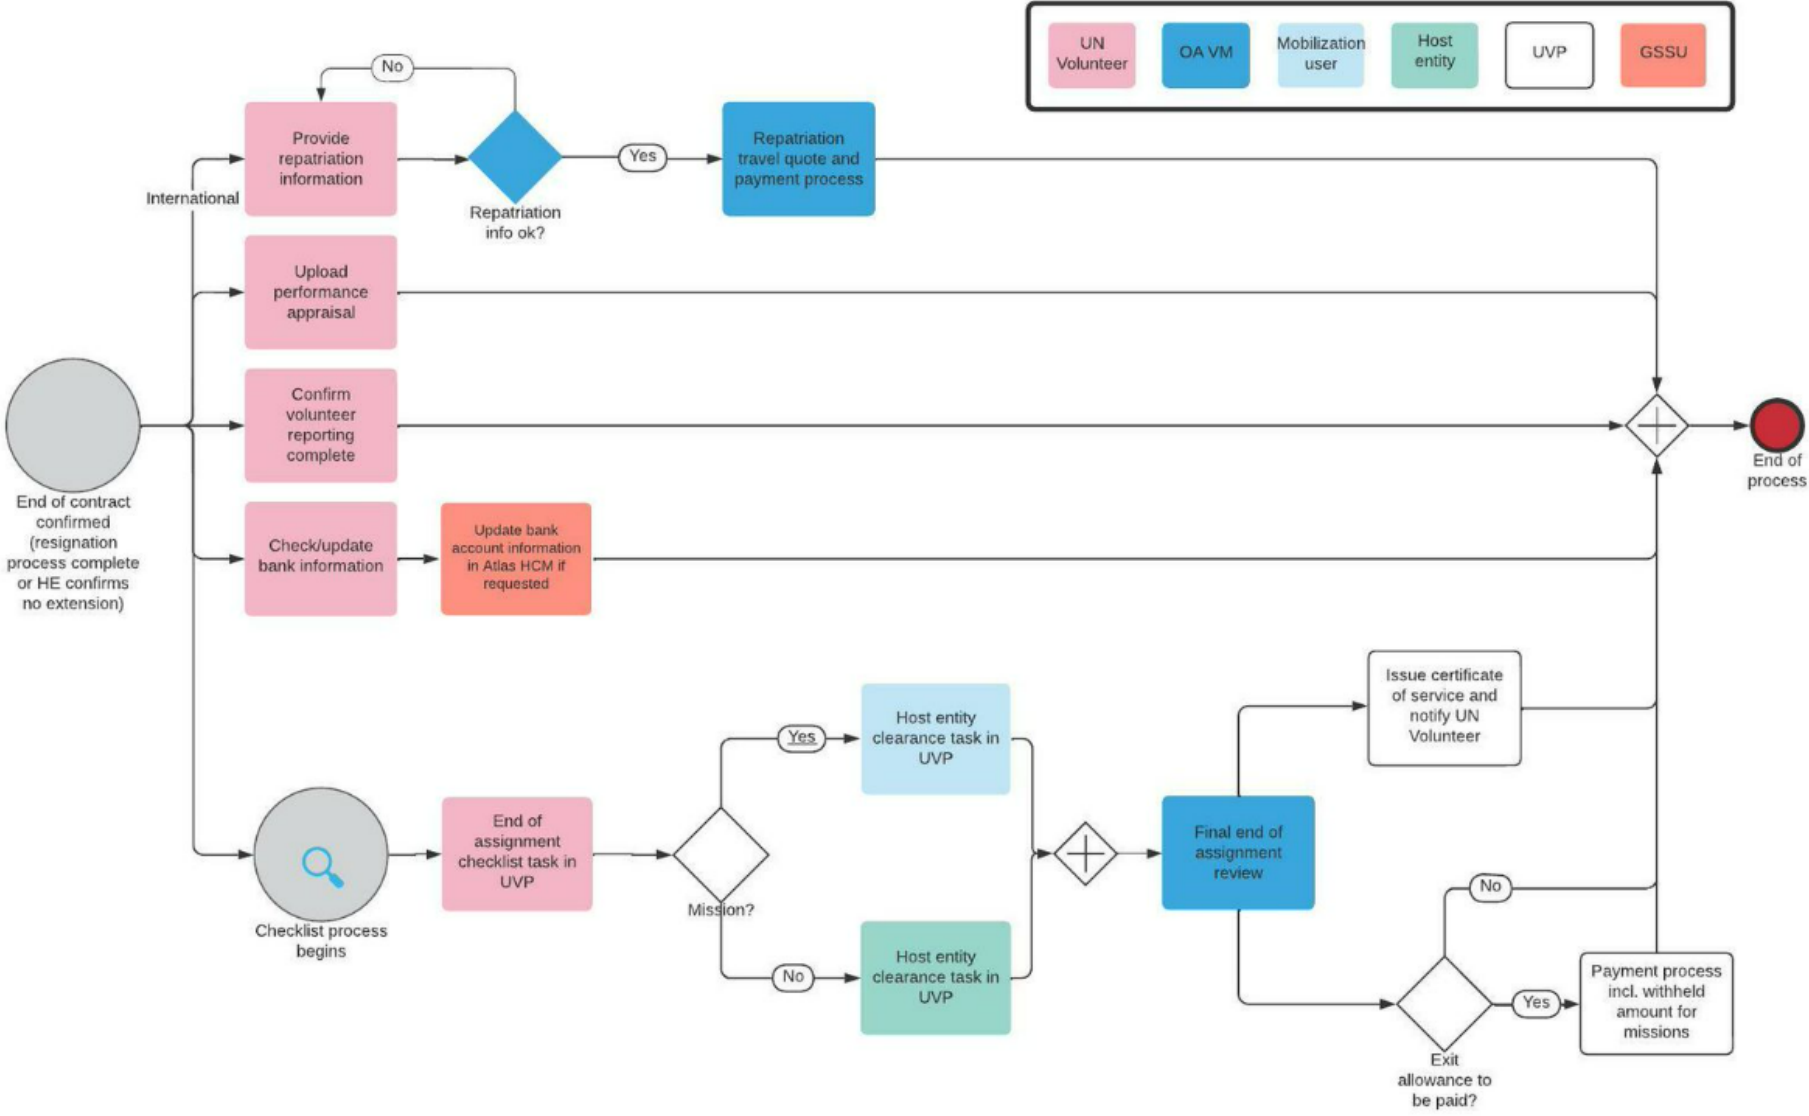 UN
Volunteer
OA VM
Mobilization
user
Host
entity
UVP
GSSU
No
Provide
repatriation
information
International
Repatriation
info ok?
Yes
Repatriation
travel quote and
payment process
Upload
performance
appraisal
Confirm
volunteer
reporting
complete
End of contract
confirmed
(resignation
process complete
or HE confirms
no extension)
Check/update
bank information
Update bank
account information
in Atlas HCM if
requested
End of
process
Checklist process
begins
End of
assignment
checklist task in
UVP
Mission?
Yes
Host entity
clearance task in
UVP
No
Host entity
clearance task in
UVP
Final end of
assignment
review
Issue certificate
of service and
notify UN
Volunteer
No
Exit
allowance to
be paid?
Yes
Payment process
incl. withheld
amount for
missions